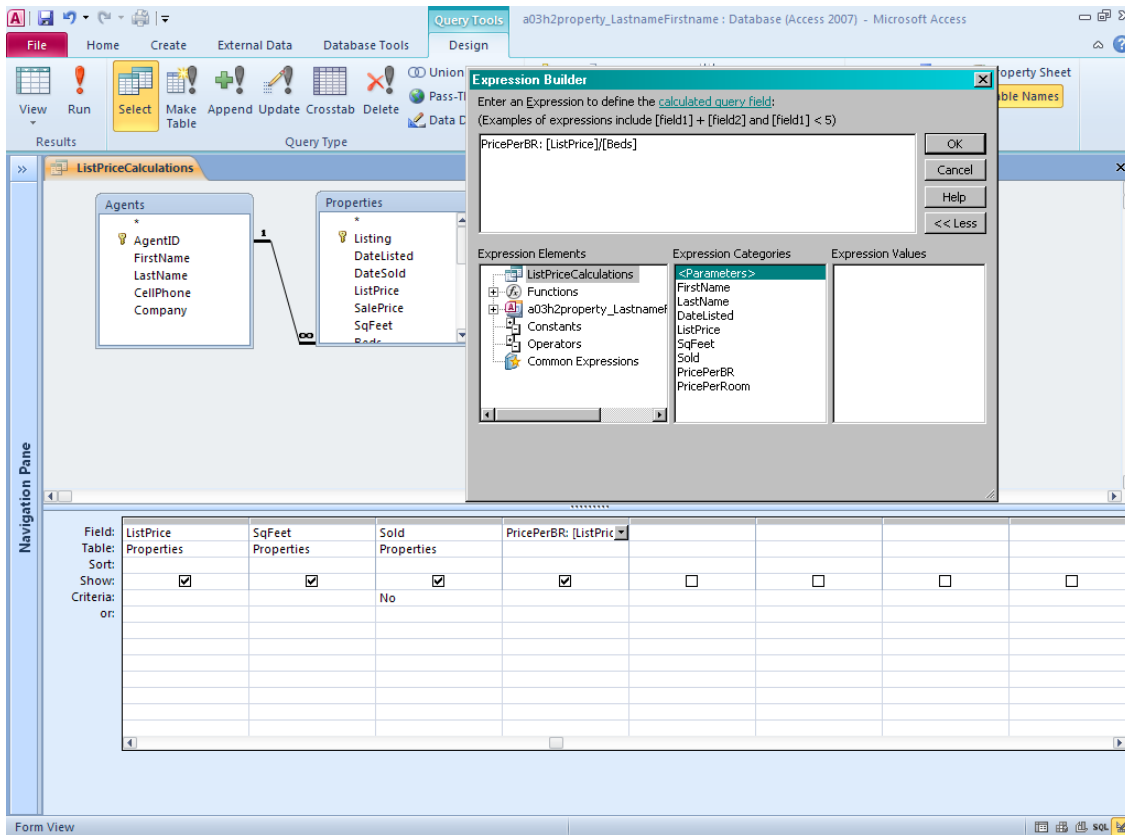 Query Tools a03h2property_LastnameFirstname : Database (Access 2007) - Microsoft Access
File Home Create External Data Database Tools Design
View Run Select Make Table Append Update Crosstab Delete Union Pass-Th Data D
Property Sheet
Table Names
Results Query Type
ListPriceCalculations
Expression Builder
Enter an Expression to define the calculated query field:
(Examples of expressions include [field1] + [field2] and [field1] < 5)
PricePerBR: [ListPrice]/[Beds]
OK
Cancel
Help
<< Less
Agents
*
AgentID
FirstName
LastName
CellPhone
Company
1
∞
Properties
*
Listing
DateListed
DateSold
ListPrice
SalePrice
SqFeet
Beds
Expression Elements
ListPriceCalculations
Functions
a03h2property_LastnameF
Constants
Operators
Common Expressions
Expression Categories
<Parameters>
FirstName
LastName
DateListed
ListPrice
SqFeet
Sold
PricePerBR
PricePerRoom
Expression Values
Navigation Pane
Field: ListPrice SqFeet Sold PricePerBR: [ListPric
Table: Properties Properties Properties
Sort:
Show:
Criteria: No
or:
Form View
SQL